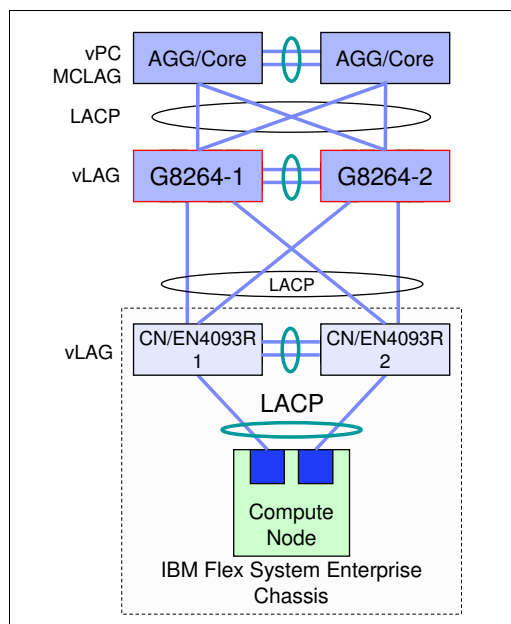 vPC
MCLAG
AGG/Core
AGG/Core
LACP
vLAG
G8264-1
G8264-2
LACP
vLAG
CN/EN4093R
1
CN/EN4093R
2
LACP
Compute
Node
IBM Flex System Enterprise
Chassis